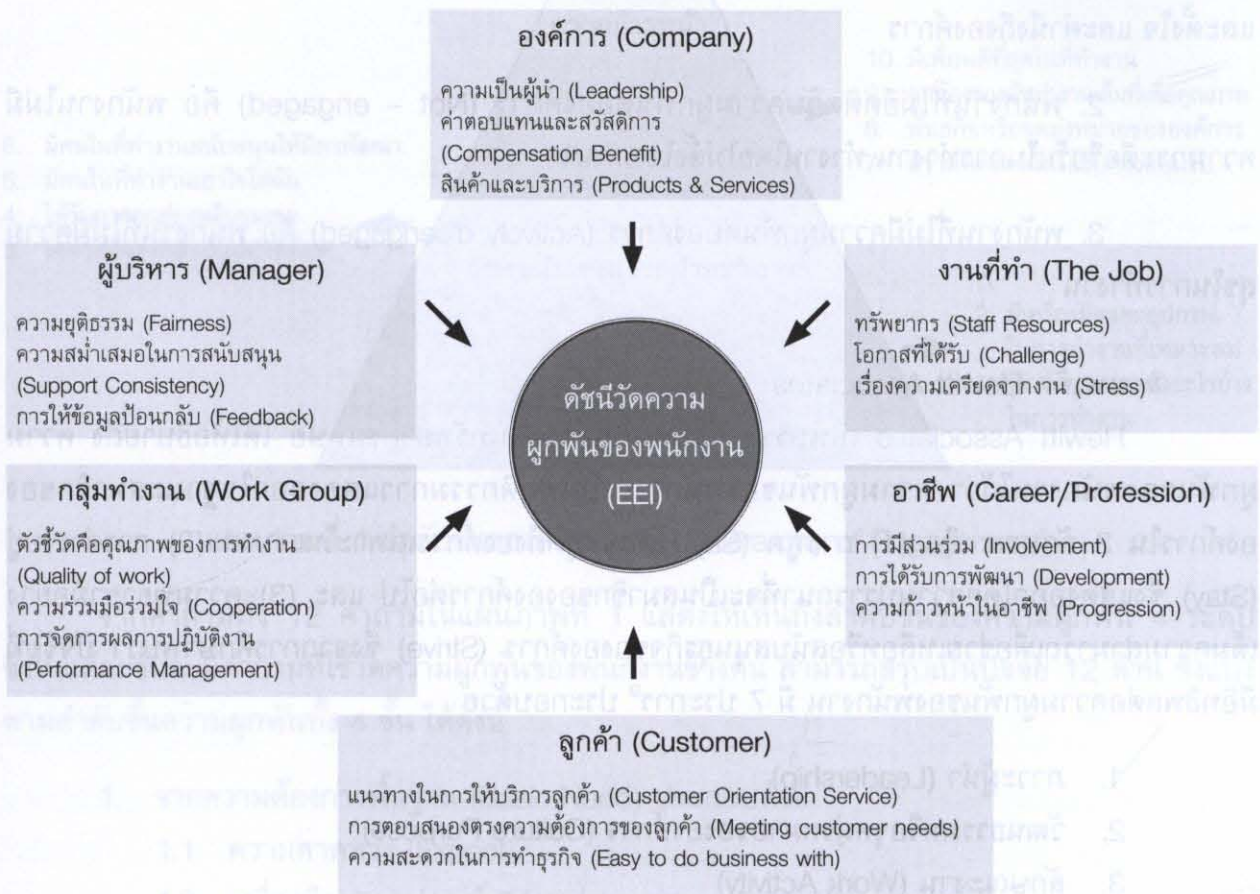 องค์การ (Company)
ความเป็นผู้นำ (Leadership)
ค่าตอบแทนและสวัสดิการ
(Compensation Benefit)
สินค้าและบริการ (Products & Services)
ผู้บริหาร (Manager)
ความยุติธรรม (Fairness)
ความสม่ำเสมอในการสนับสนุน
(Support Consistency)
การให้ข้อมูลป้อนกลับ (Feedback)
งานที่ทำ (The Job)
ทรัพยากร (Staff Resources)
โอกาสที่ได้รับ (Challenge)
เรื่องความเครียดจากงาน (Stress)
ดัชนีวัดความ
ผูกพันของพนักงาน
(EEI)
กลุ่มทำงาน (Work Group)
ตัวชี้วัดคือคุณภาพของการทำงาน
(Quality of work)
ความร่วมมือร่วมใจ (Cooperation)
การจัดการผลการปฏิบัติงาน
(Performance Management)
อาชีพ (Career/Profession)
การมีส่วนร่วม (Involvement)
การได้รับการพัฒนา (Development)
ความก้าวหน้าในอาชีพ (Progression)
ลูกค้า (Customer)
แนวทางในการให้บริการลูกค้า (Customer Orientation Service)
การตอบสนองตรงความต้องการของลูกค้า (Meeting customer needs)
ความสะดวกในการทำธุรกิจ (Easy to do business with)